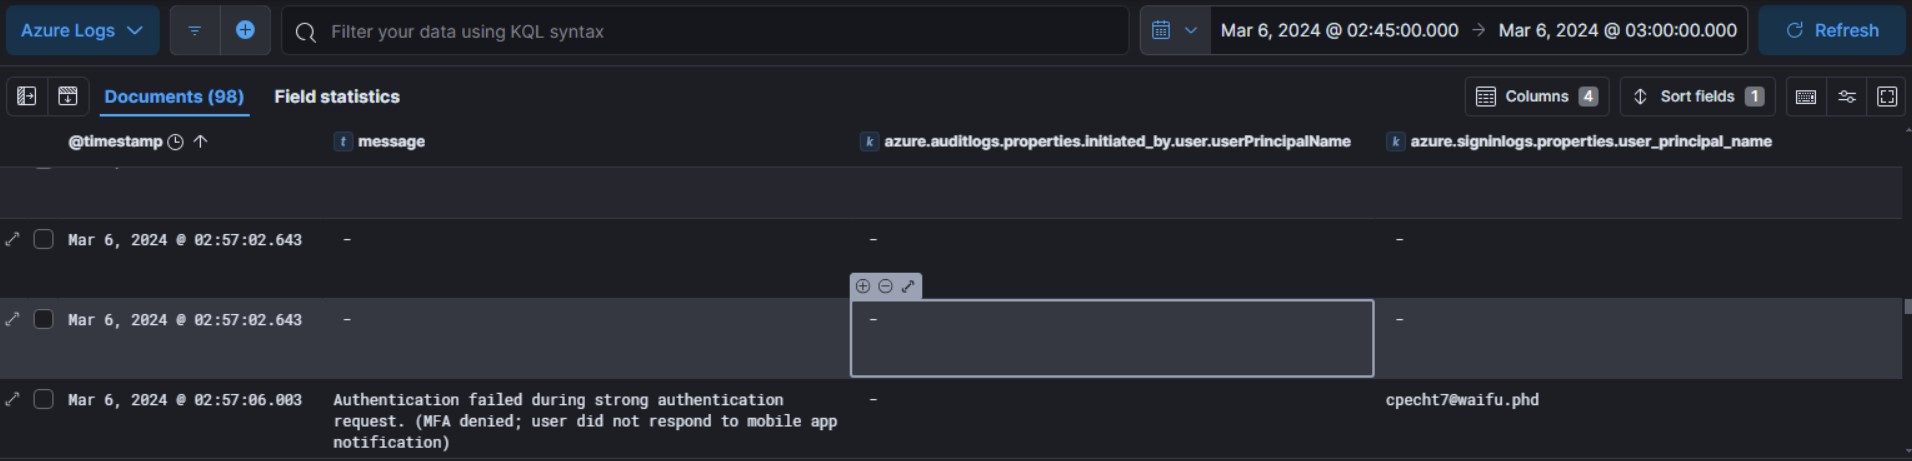 Azure Logs
Filter your data using KQL syntax
Mar 6, 2024 @ 02:45:00.000 → Mar 6, 2024 @ 03:00:00.000
Refresh
Documents (98) Field statistics
Columns 4 Sort fields 1
@timestamp ↑ t message k azure.auditlogs.properties.initiated_by.user.userPrincipalName k azure.signinlogs.properties.user_principal_name
Mar 6, 2024 @ 02:57:02.643 – – –
Mar 6, 2024 @ 02:57:02.643 – – –
Mar 6, 2024 @ 02:57:06.003 Authentication failed during strong authentication – cpecht7@waifu.phd
request. (MFA denied; user did not respond to mobile app
notification)